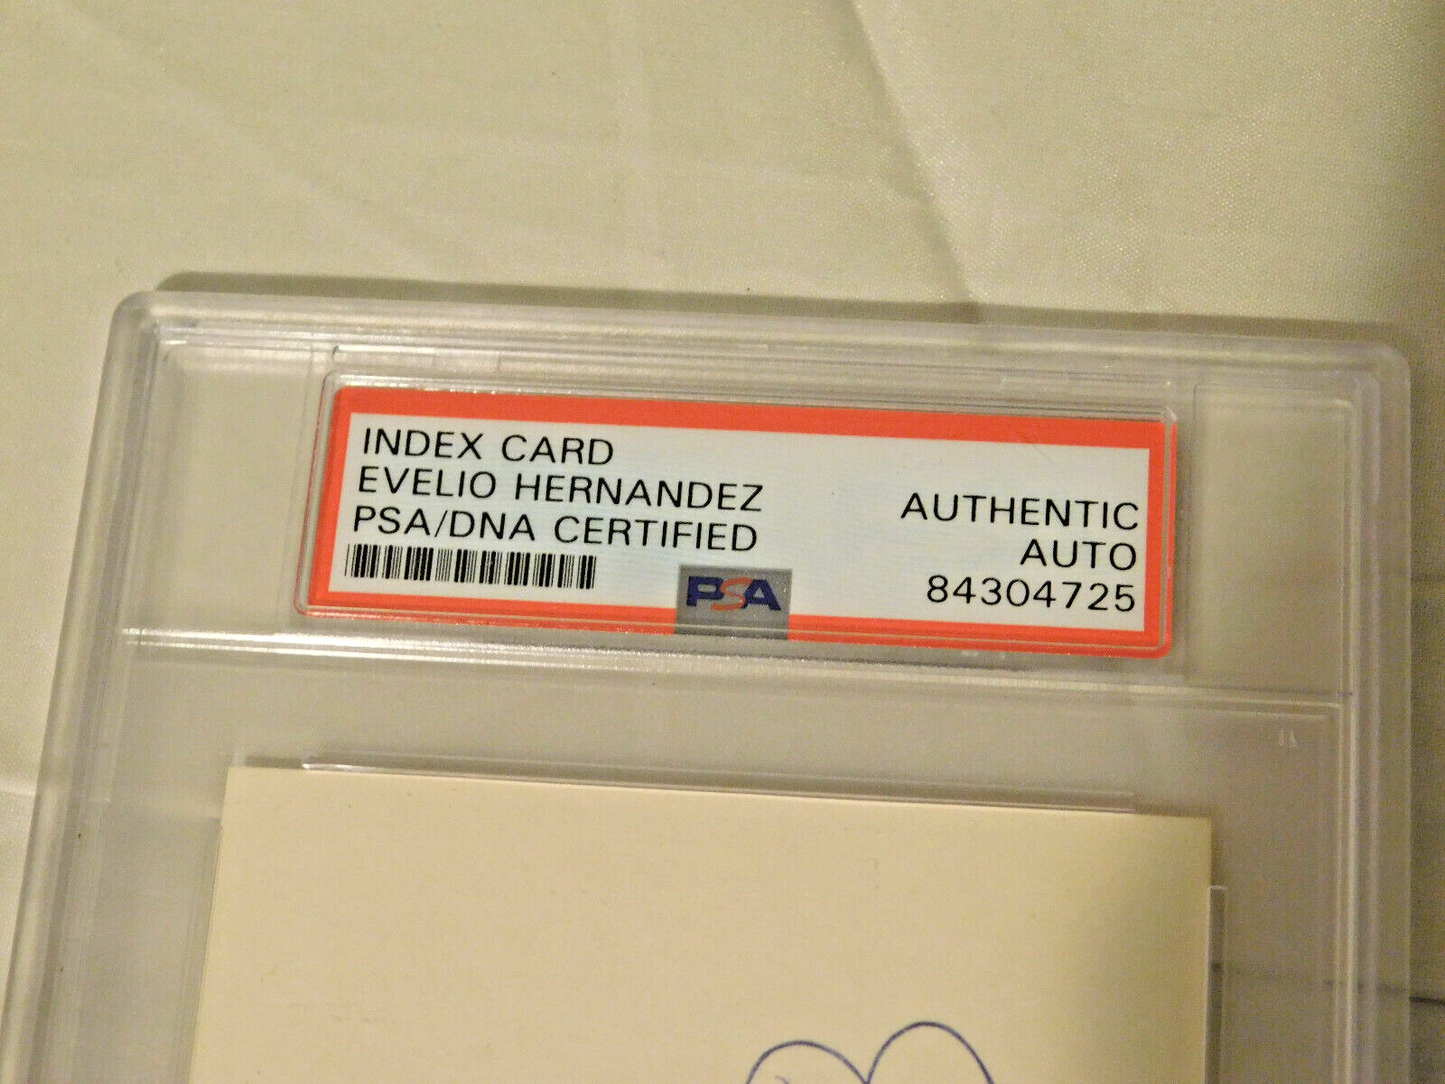 INDEX CARD
EVELIO HERNANDEZ
PSA/DNA CERTIFIED
AUTHENTIC
AUTO
84304725
PSA